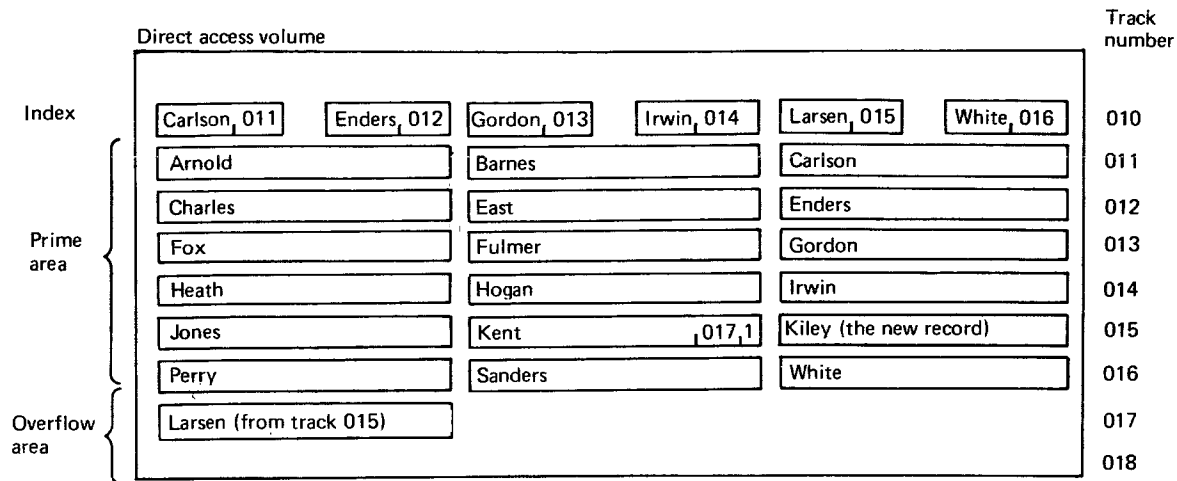 Track
number
Direct access volume
Index
Carlson, 011 Enders, 012 Gordon, 013 Irwin, 014 Larsen, 015 White, 016 010
Arnold Barnes Carlson 011
Charles East Enders 012
Prime
area
Fox Fulmer Gordon 013
Heath Hogan Irwin 014
Jones Kent ,017,1 Kiley (the new record) 015
Perry Sanders White 016
Overflow
area
Larsen (from track 015) 017
018